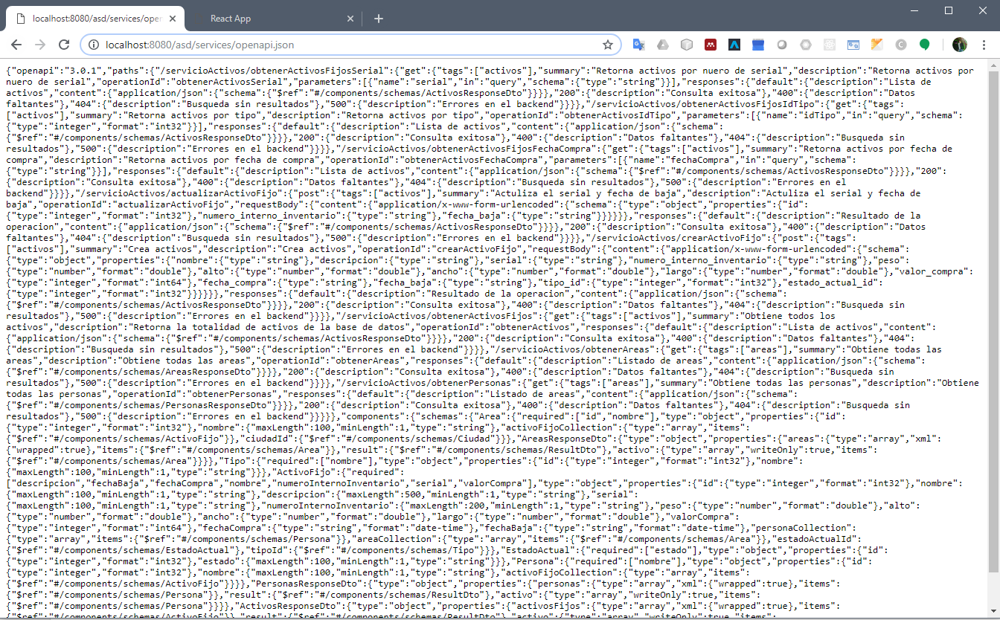 localhost:8080/asd/services/open
React App
localhost:8080/asd/services/openapi.json
{"openapi":"3.0.1","paths":{"/servicioActivos/obtenerActivosFijosSerial":{"get":{"tags":["activos"],"summary":"Retorna activos por nuero de serial","description":"Retorna activos por
nuero de serial","operationId":"obtenerActivosSerial","parameters":[{"name":"serial","in":"query","schema":{"type":"string"}}],"responses":{"default":{"description":"Lista de
activos","content":{"application/json":{"schema":{"$ref":"#/components/schemas/ActivosResponseDto"}}}},"200":{"description":"Consulta exitosa"},"400":{"description":"Datos
faltantes"},"404":{"description":"Busqueda sin resultados"},"500":{"description":"Errores en el backend"}}}},"/servicioActivos/obtenerActivosFijosIdTipo":{"get":{"tags":
["activos"],"summary":"Retorna activos por tipo","description":"Retorna activos por tipo","operationId":"obtenerActivosIdTipo","parameters":[{"name":"idTipo","in":"query","schema":
{"type":"integer","format":"int32"}}],"responses":{"default":{"description":"Lista de activos","content":{"application/json":{"schema":
{"$ref":"#/components/schemas/ActivosResponseDto"}}}},"200":{"description":"Consulta exitosa"},"400":{"description":"Datos faltantes"},"404":{"description":"Busqueda sin
resultados"},"500":{"description":"Errores en el backend"}}}},"/servicioActivos/obtenerActivosFijosFechaCompra":{"get":{"tags":["activos"],"summary":"Retorna activos por fecha de
compra","description":"Retorna activos por fecha de compra","operationId":"obtenerActivosFechaCompra","parameters":[{"name":"fechaCompra","in":"query","schema":
{"type":"string"}}],"responses":{"default":{"description":"Lista de activos","content":{"application/json":{"schema":{"$ref":"#/components/schemas/ActivosResponseDto"}}}},"200":
{"description":"Consulta exitosa"},"400":{"description":"Datos faltantes"},"404":{"description":"Busqueda sin resultados"},"500":{"description":"Errores en el
backend"}}}},"/servicioActivos/actualizarActivoFijo":{"post":{"tags":["activos"],"summary":"Actuliza el serial y fecha de baja","description":"Actuliza el serial y fecha de
baja","operationId":"actualizarActivoFijo","requestBody":{"content":{"application/x-www-form-urlencoded":{"schema":{"type":"object","properties":{"id":
{"type":"integer","format":"int32"},"numero_interno_inventario":{"type":"string"},"fecha_baja":{"type":"string"}}}}}},"responses":{"default":{"description":"Resultado de la
operacion","content":{"application/json":{"schema":{"$ref":"#/components/schemas/ActivosResponseDto"}}}},"200":{"description":"Consulta exitosa"},"400":{"description":"Datos
faltantes"},"404":{"description":"Busqueda sin resultados"},"500":{"description":"Errores en el backend"}}}},"/servicioActivos/crearActivoFijo":{"post":{"tags":
["activos"],"summary":"Crea activos","description":"Crea activos","operationId":"crearActivoFijo","requestBody":{"content":{"application/x-www-form-urlencoded":{"schema":
{"type":"object","properties":{"nombre":{"type":"string"},"descripcion":{"type":"string"},"serial":{"type":"string"},"numero_interno_inventario":{"type":"string"},"peso":
{"type":"number","format":"double"},"alto":{"type":"number","format":"double"},"ancho":{"type":"number","format":"double"},"largo":{"type":"number","format":"double"},"valor_compra":
{"type":"integer","format":"int64"},"fecha_compra":{"type":"string"},"fecha_baja":{"type":"string"},"tipo_id":{"type":"integer","format":"int32"},"estado_actual_id":
{"type":"integer","format":"int32"}}}}}},"responses":{"default":{"description":"Resultado de la operacion","content":{"application/json":{"schema":
{"$ref":"#/components/schemas/ActivosResponseDto"}}}},"200":{"description":"Consulta exitosa"},"400":{"description":"Datos faltantes"},"404":{"description":"Busqueda sin
resultados"},"500":{"description":"Errores en el backend"}}}},"/servicioActivos/obtenerActivosFijos":{"get":{"tags":["activos"],"summary":"Obtiene todos los
activos","description":"Retorna la totalidad de activos de la base de datos","operationId":"obtenerActivos","responses":{"default":{"description":"Lista de activos","content":
{"application/json":{"schema":{"$ref":"#/components/schemas/ActivosResponseDto"}}}},"200":{"description":"Consulta exitosa"},"400":{"description":"Datos faltantes"},"404":
{"description":"Busqueda sin resultados"},"500":{"description":"Errores en el backend"}}}},"/servicioActivos/obtenerAreas":{"get":{"tags":["areas"],"summary":"Obtiene todas las
areas","description":"Obtiene todas las areas","operationId":"obtenerAreas","responses":{"default":{"description":"Listado de areas","content":{"application/json":{"schema":
{"$ref":"#/components/schemas/AreasResponseDto"}}}},"200":{"description":"Consulta exitosa"},"400":{"description":"Datos faltantes"},"404":{"description":"Busqueda sin
resultados"},"500":{"description":"Errores en el backend"}}}},"/servicioActivos/obtenerPersonas":{"get":{"tags":["areas"],"summary":"Obtiene todas las personas","description":"Obtiene
todas las personas","operationId":"obtenerPersonas","responses":{"default":{"description":"Listado de areas","content":{"application/json":{"schema":
{"$ref":"#/components/schemas/PersonasResponseDto"}}}},"200":{"description":"Consulta exitosa"},"400":{"description":"Datos faltantes"},"404":{"description":"Busqueda sin
resultados"},"500":{"description":"Errores en el backend"}}}}},"components":{"schemas":{"Area":{"required":["id","nombre"],"type":"object","properties":{"id":
{"type":"integer","format":"int32"},"nombre":{"maxLength":100,"minLength":1,"type":"string"},"activoFijoCollection":{"type":"array","items":
{"$ref":"#/components/schemas/ActivoFijo"}},"ciudadId":{"$ref":"#/components/schemas/Ciudad"}}},"AreasResponseDto":{"type":"object","properties":{"areas":{"type":"array","xml":
{"wrapped":true},"items":{"$ref":"#/components/schemas/Area"}},"result":{"$ref":"#/components/schemas/ResultDto"},"activo":{"type":"array","writeOnly":true,"items":
{"$ref":"#/components/schemas/Area"}}}},"Tipo":{"required":["nombre"],"type":"object","properties":{"id":{"type":"integer","format":"int32"},"nombre":
{"maxLength":100,"minLength":1,"type":"string"}}},"ActivoFijo":{"required":
["descripcion","fechaBaja","fechaCompra","nombre","numeroInternoInventario","serial","valorCompra"],"type":"object","properties":{"id":{"type":"integer","format":"int32"},"nombre":
{"maxLength":100,"minLength":1,"type":"string"},"descripcion":{"maxLength":500,"minLength":1,"type":"string"},"serial":
{"maxLength":100,"minLength":1,"type":"string"},"numeroInternoInventario":{"maxLength":200,"minLength":1,"type":"string"},"peso":{"type":"number","format":"double"},"alto":
{"type":"number","format":"double"},"ancho":{"type":"number","format":"double"},"largo":{"type":"number","format":"double"},"valorCompra":
{"type":"integer","format":"int64"},"fechaCompra":{"type":"string","format":"date-time"},"fechaBaja":{"type":"string","format":"date-time"},"personaCollection":
{"type":"array","items":{"$ref":"#/components/schemas/Persona"}},"areaCollection":{"type":"array","items":{"$ref":"#/components/schemas/Area"}},"estadoActualId":
{"$ref":"#/components/schemas/EstadoActual"},"tipoId":{"$ref":"#/components/schemas/Tipo"}}},"EstadoActual":{"required":["estado"],"type":"object","properties":{"id":
{"type":"integer","format":"int32"},"estado":{"maxLength":100,"minLength":1,"type":"string"}}},"Persona":{"required":["nombre"],"type":"object","properties":{"id":
{"type":"integer","format":"int32"},"nombre":{"maxLength":100,"minLength":1,"type":"string"},"activoFijoCollection":{"type":"array","items":
{"$ref":"#/components/schemas/ActivoFijo"}}}},"PersonasResponseDto":{"type":"object","properties":{"personas":{"type":"array","xml":{"wrapped":true},"items":
{"$ref":"#/components/schemas/Persona"}},"result":{"$ref":"#/components/schemas/ResultDto"},"activo":{"type":"array","writeOnly":true,"items":
{"$ref":"#/components/schemas/Persona"}}}},"ActivosResponseDto":{"type":"object","properties":{"activosFijos":{"type":"array","xml":{"wrapped":true},"items":
{"$ref":"#/components/schemas/ActivoFijo"}},"result":{"$ref":"#/components/schemas/ResultDto"},"activo":{"type":"array","writeOnly":true,"items":